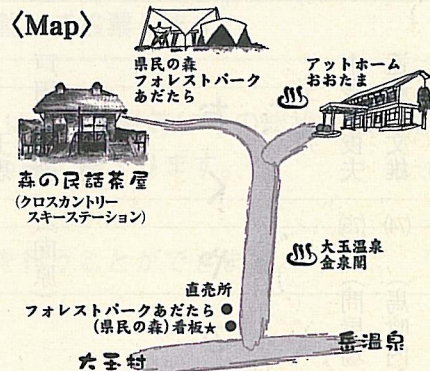 〈Map〉
県民の森
フォレストパーク
あだたら
アットホーム
おおたま
森の民話茶屋
(クロスカントリー
スキーステーション)
大玉温泉
金泉閣
直売所
フォレストパークあだたら
(県民の森)看板★
岳温泉
大玉村